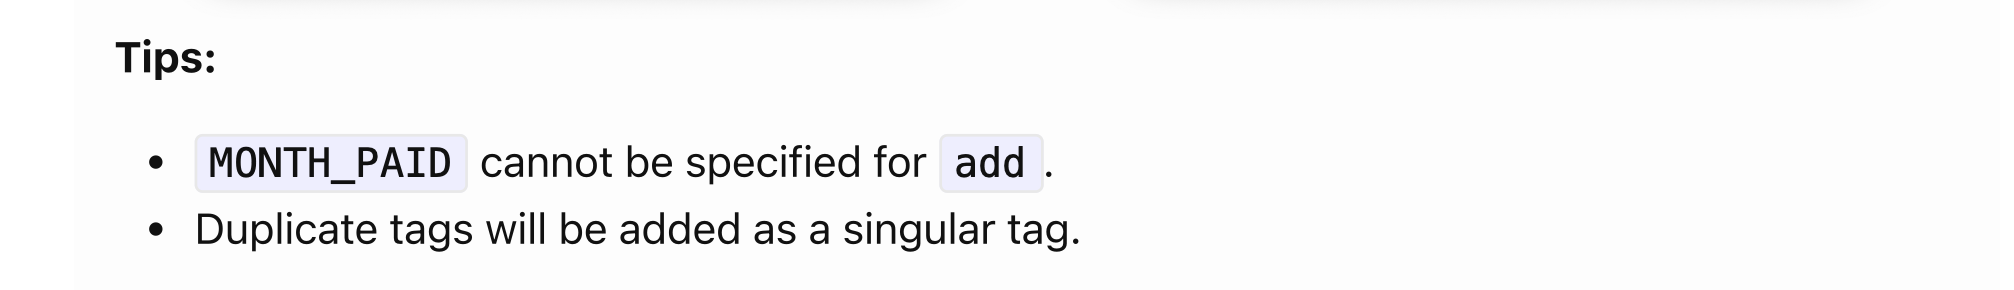 Tips:
• MONTH_PAID cannot be specified for add.
• Duplicate tags will be added as a singular tag.